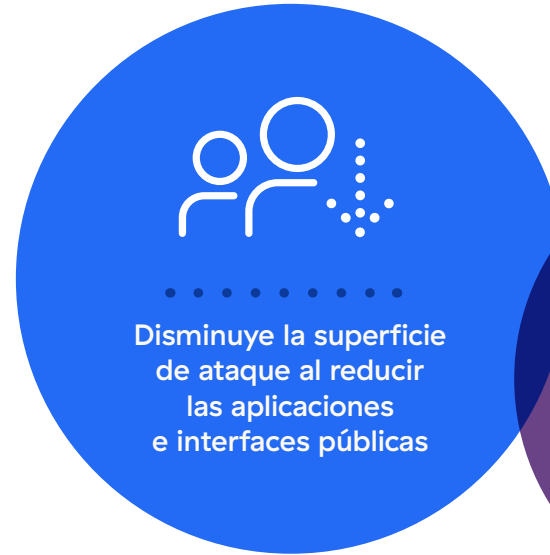 Disminuye la superficie
de ataque al reducir
las aplicaciones
e interfaces públicas